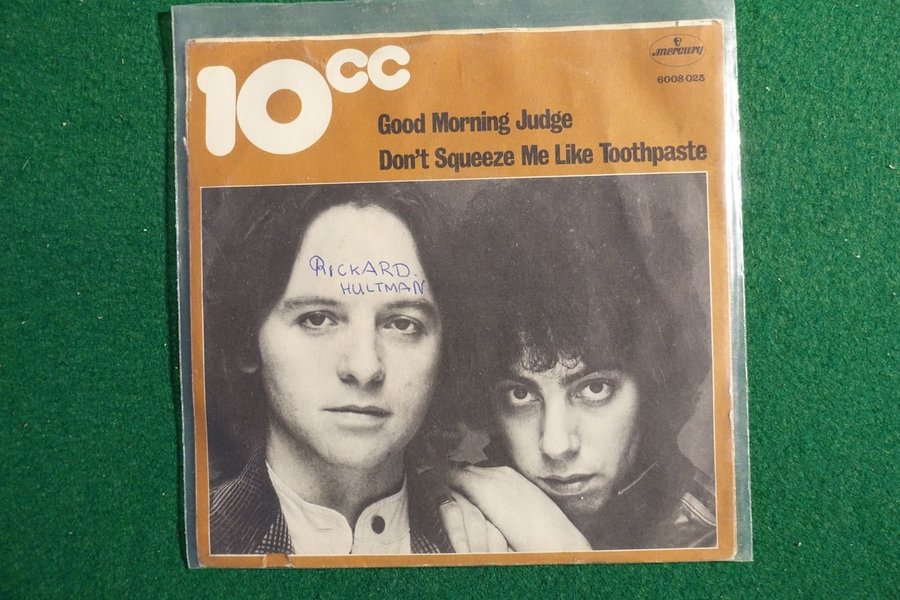 10cc
mercury
6008 025
Good Morning Judge
Don't Squeeze Me Like Toothpaste
RICKARD.
HULTMAN